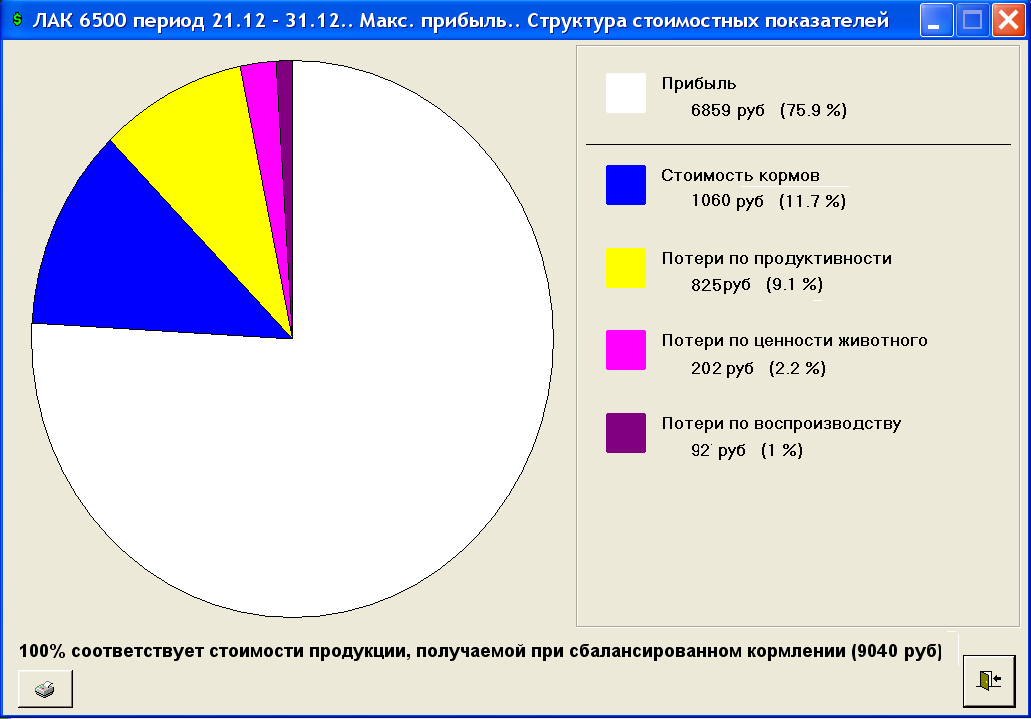 ЛАК 6500 период 21.12 - 31.12.. Макс. прибыль.. Структура стоимостных показателей
Прибыль
6859 руб (75.9 %)
Стоимость кормов
1060 руб (11.7 %)
Потери по продуктивности
825руб (9.1 %)
Потери по ценности животного
202 руб (2.2 %)
Потери по воспроизводству
92 руб (1 %)
100% соответствует стоимости продукции, получаемой при сбалансированном кормлении (9040 руб)